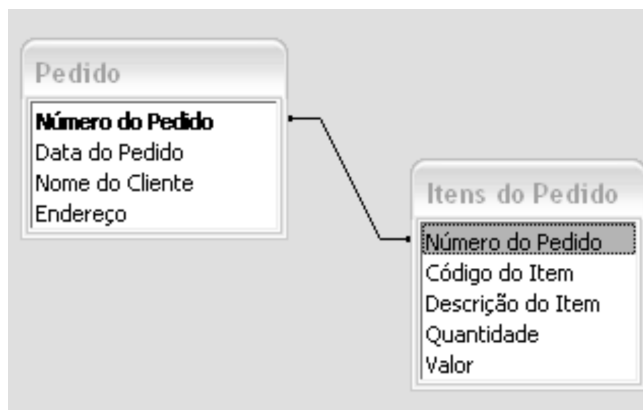 Pedido
Número do Pedido
Data do Pedido
Nome do Cliente
Endereço
Itens do Pedido
Número do Pedido
Código do Item
Descrição do Item
Quantidade
Valor